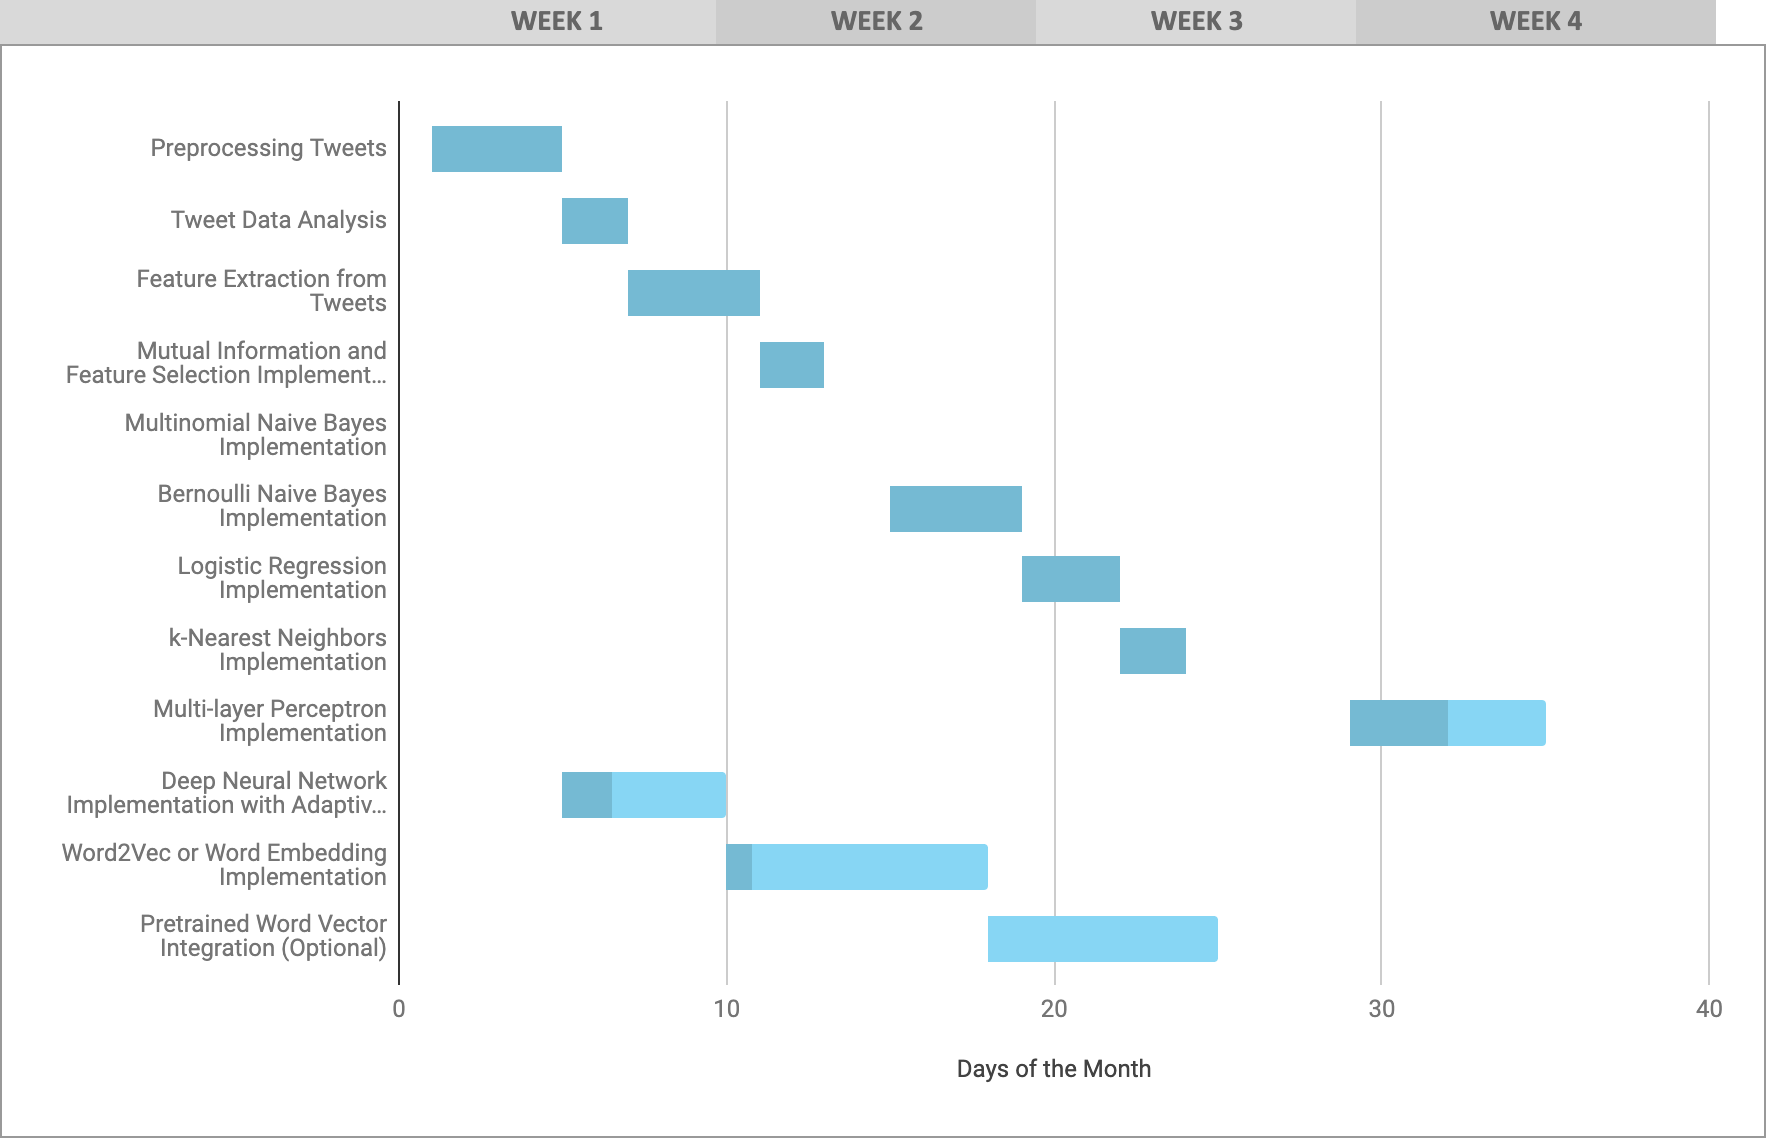 WEEK 1 WEEK 2 WEEK 3 WEEK 4
Preprocessing Tweets
Tweet Data Analysis
Feature Extraction from
Tweets
Mutual Information and
Feature Selection Implement...
Multinomial Naive Bayes
Implementation
Bernoulli Naive Bayes
Implementation
Logistic Regression
Implementation
k-Nearest Neighbors
Implementation
Multi-layer Perceptron
Implementation
Deep Neural Network
Implementation with Adaptiv...
Word2Vec or Word Embedding
Implementation
Pretrained Word Vector
Integration (Optional)
0 10 20 30 40
Days of the Month